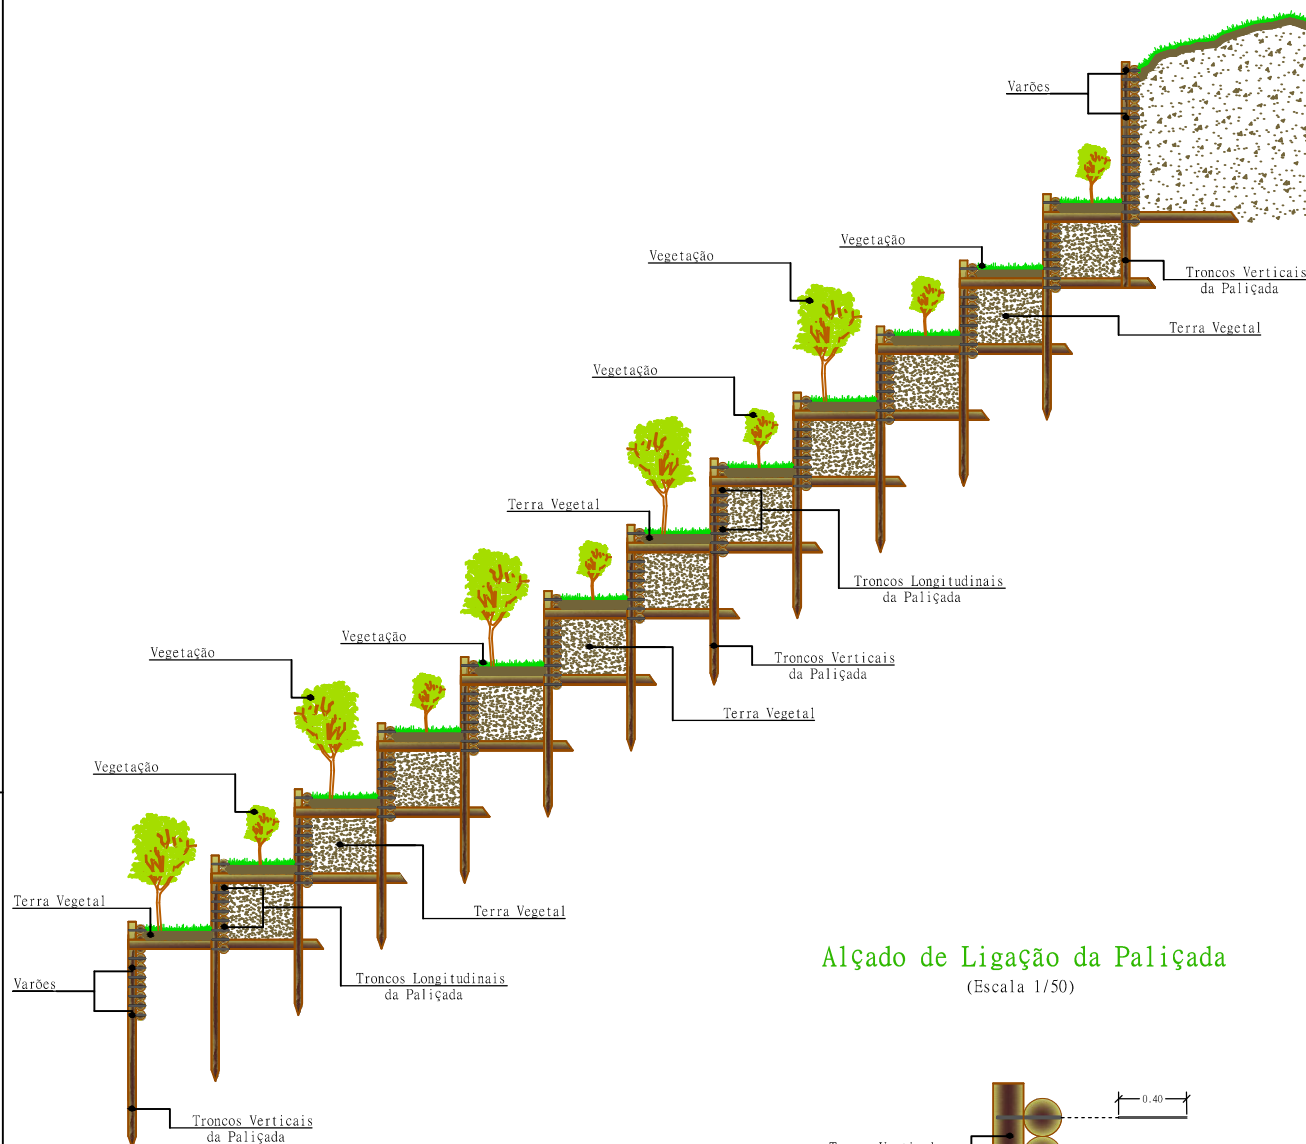 Varões
Vegetação
Vegetação
Troncos Verticais
da Paliçada
Terra Vegetal
Vegetação
Terra Vegetal
Troncos Longitudinais
da Paliçada
Vegetação
Vegetação
Troncos Verticais
da Paliçada
Terra Vegetal
Vegetação
Terra Vegetal
Terra Vegetal
Alçado de Ligação da Paliçada
(Escala 1/50)
Varões
Troncos Longitudinais
da Paliçada
0.40
Troncos Verticais
da Paliçada